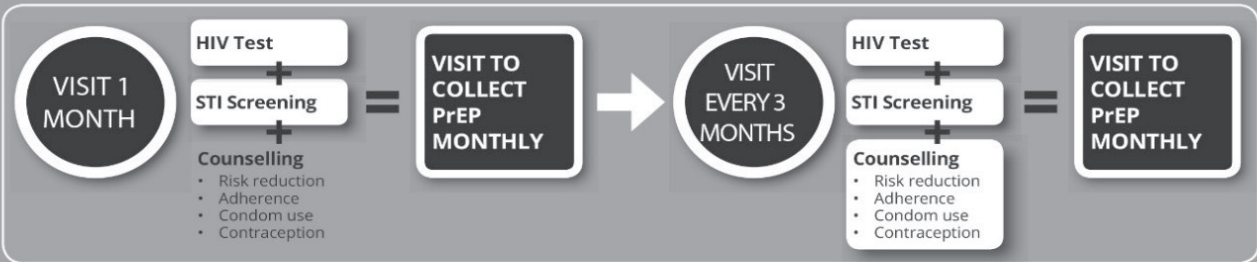 VISIT 1
MONTH
HIV Test
+
STI Screening
+
Counselling
• Risk reduction
• Adherence
• Condom use
• Contraception
=
VISIT TO
COLLECT
PrEP
MONTHLY
VISIT
EVERY 3
MONTHS
HIV Test
+
STI Screening
+
Counselling
• Risk reduction
• Adherence
• Condom use
• Contraception
=
VISIT TO
COLLECT
PrEP
MONTHLY